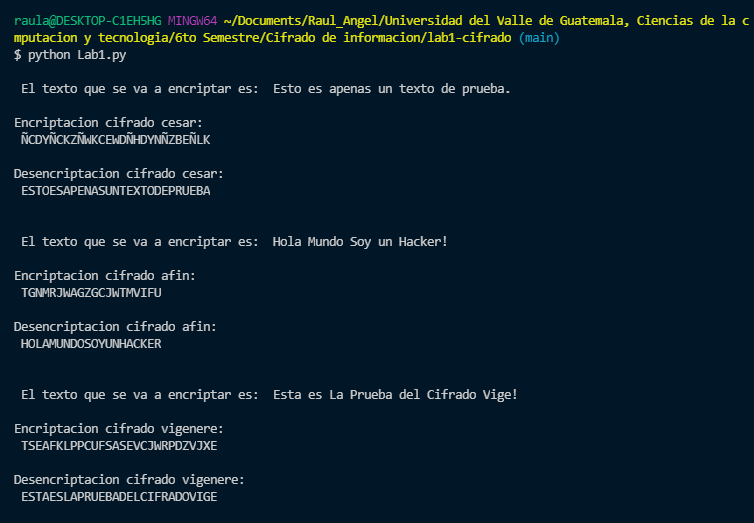 raula@DESKTOP-C1EH5HG MINGW64 ~/Documents/Raul_Angel/Universidad del Valle de Guatemala, Ciencias de la c
mputacion y tecnologia/6to Semestre/Cifrado de informacion/lab1-cifrado (main)
$ python Lab1.py
El texto que se va a encriptar es:  Esto es apenas un texto de prueba.
Encriptacion cifrado cesar:
ÑCDYÑCKZÑWKCEWDÑHDYNÑZBEÑLK
Desencriptacion cifrado cesar:
ESTOESAPENASUNTEXTODEPRUEBA
El texto que se va a encriptar es:  Hola Mundo Soy un Hacker!
Encriptacion cifrado afin:
TGNMRJWAGZGCJWTMVIFU
Desencriptacion cifrado afin:
HOLAMUNDOSOYUNHACKER
El texto que se va a encriptar es:  Esta es La Prueba del Cifrado Vige!
Encriptacion cifrado vigenere:
TSEAFKLPPCUFSASEVCJWRPDZVJXE
Desencriptacion cifrado vigenere:
ESTAESLAPRUEBADELCIFRADOVIGE